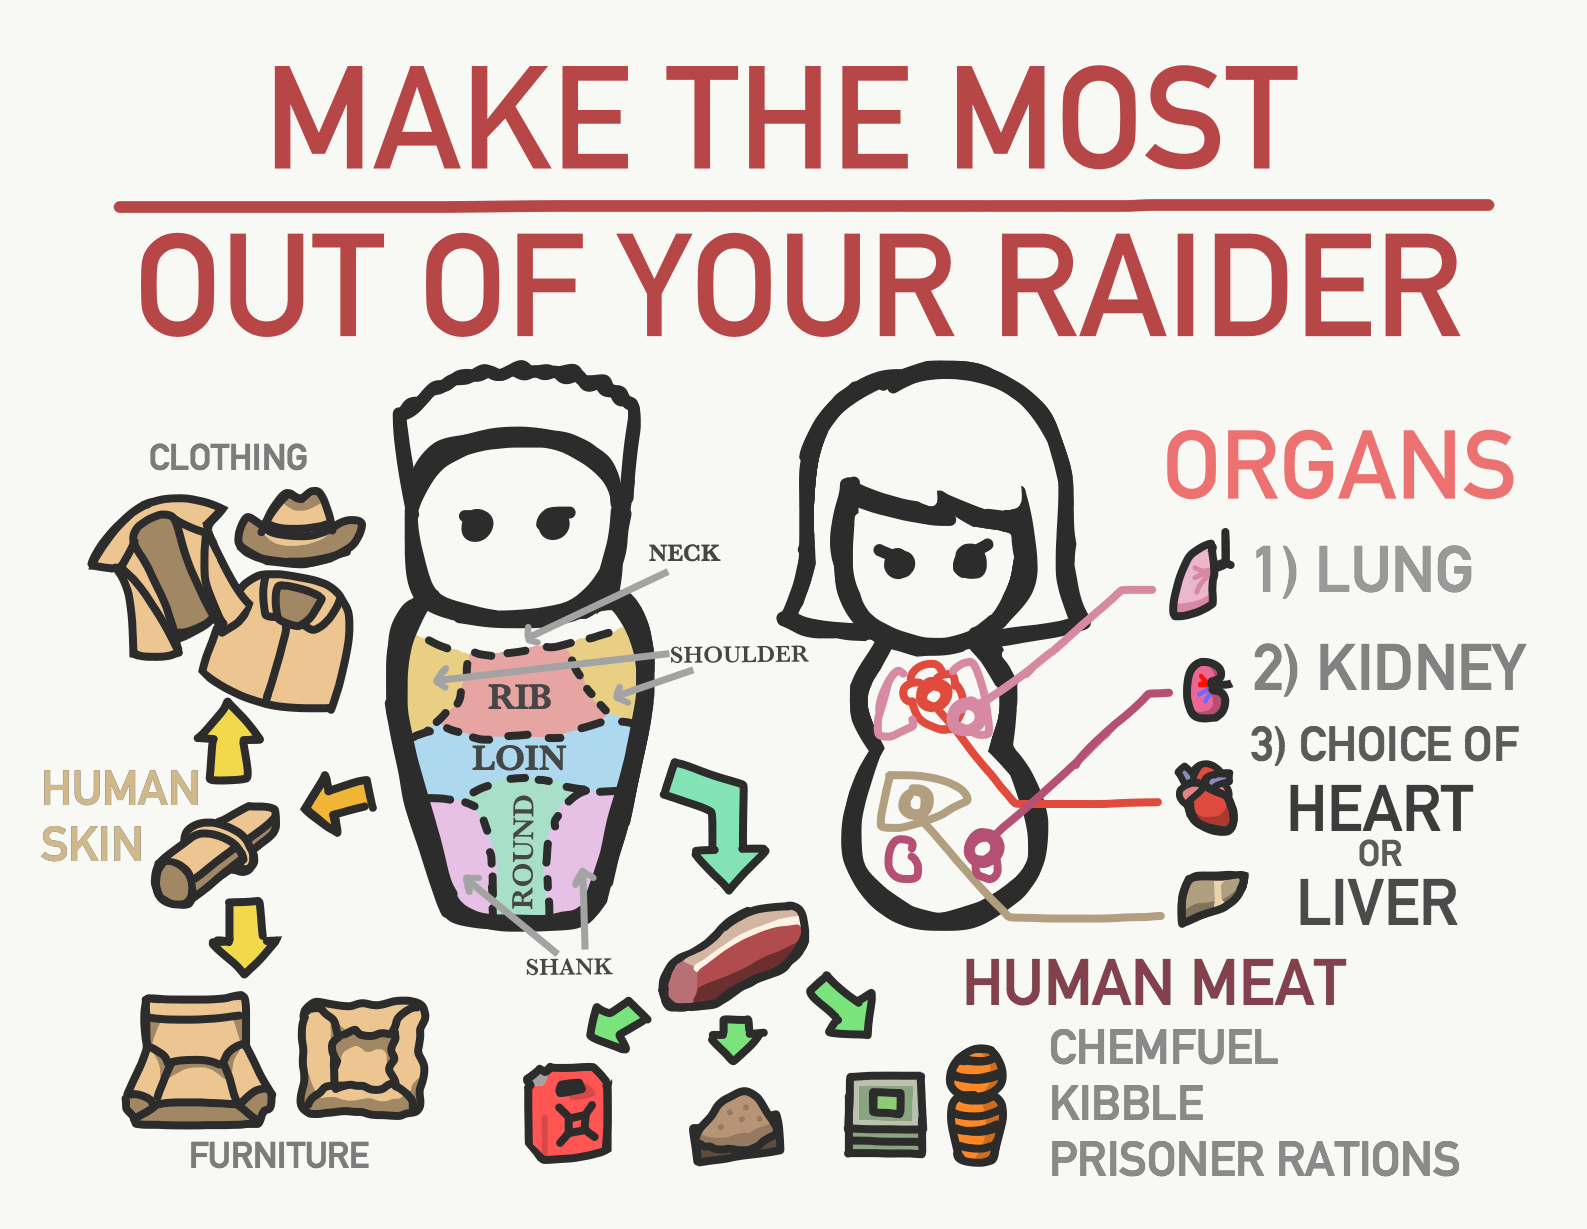 MAKE THE MOST
OUT OF YOUR RAIDER
CLOTHING
HUMAN
SKIN
FURNITURE
NECK
SHOULDER
RIB
LOIN
ROUND
SHANK
ORGANS
1) LUNG
2) KIDNEY
3) CHOICE OF
HEART
OR
LIVER
HUMAN MEAT
CHEMFUEL
KIBBLE
PRISONER RATIONS